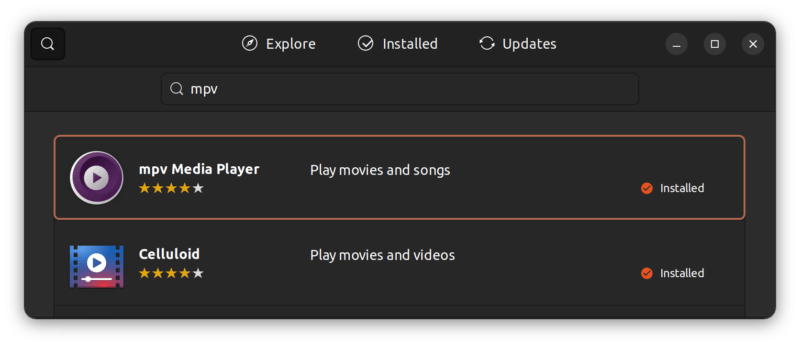 Explore Installed Updates
mpv
mpv Media Player Play movies and songs
Installed
Celluloid Play movies and videos
Installed